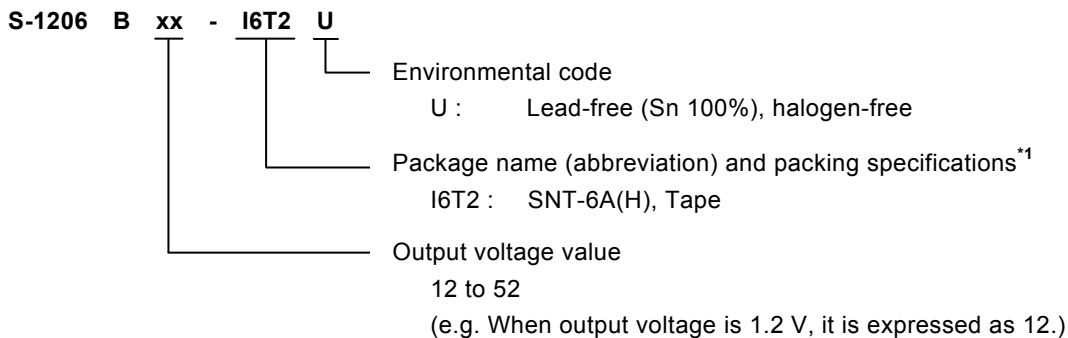 S-1206 B xx - I6T2 U
Environmental code
U : Lead-free (Sn 100%), halogen-free
Package name (abbreviation) and packing specifications*1
I6T2 : SNT-6A(H), Tape
Output voltage value
12 to 52
(e.g. When output voltage is 1.2 V, it is expressed as 12.)